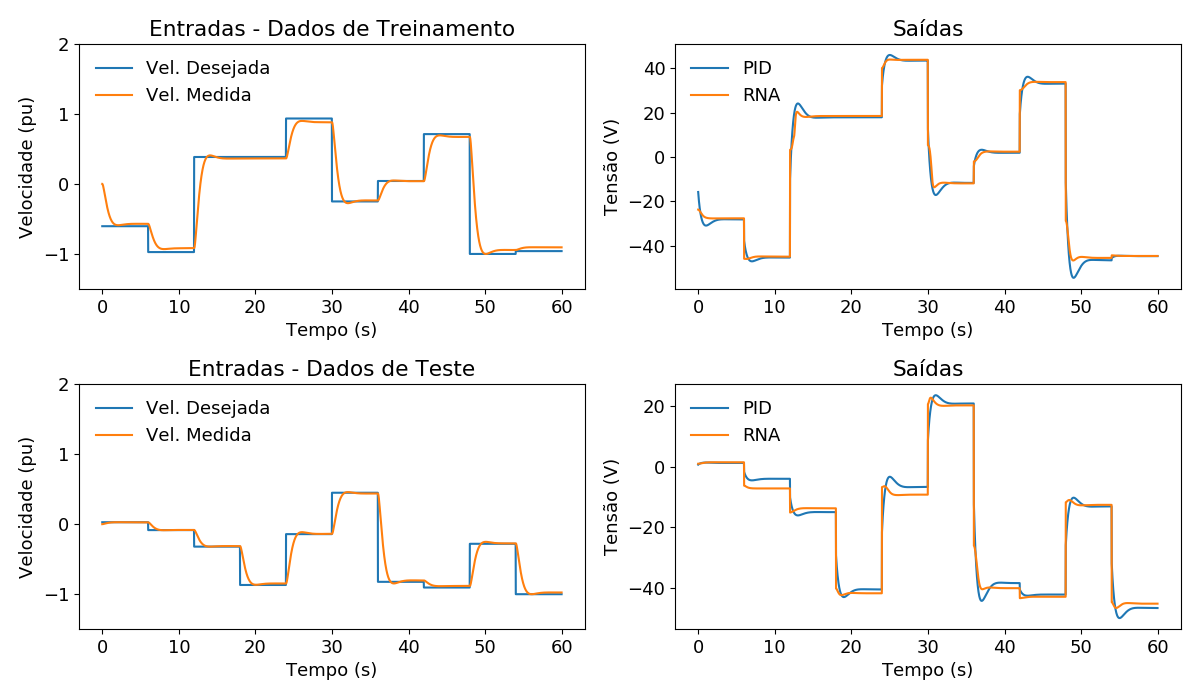 Entradas - Dados de Treinamento
Vel. Desejada
Vel. Medida
Velocidade (pu)
2
1
0
−1
0 10 20 30 40 50 60
Tempo (s)
Saídas
PID
RNA
Tensão (V)
40
20
0
−20
−40
0 10 20 30 40 50 60
Tempo (s)
Entradas - Dados de Teste
Vel. Desejada
Vel. Medida
Velocidade (pu)
2
1
0
−1
0 10 20 30 40 50 60
Tempo (s)
Saídas
PID
RNA
Tensão (V)
20
0
−20
−40
0 10 20 30 40 50 60
Tempo (s)